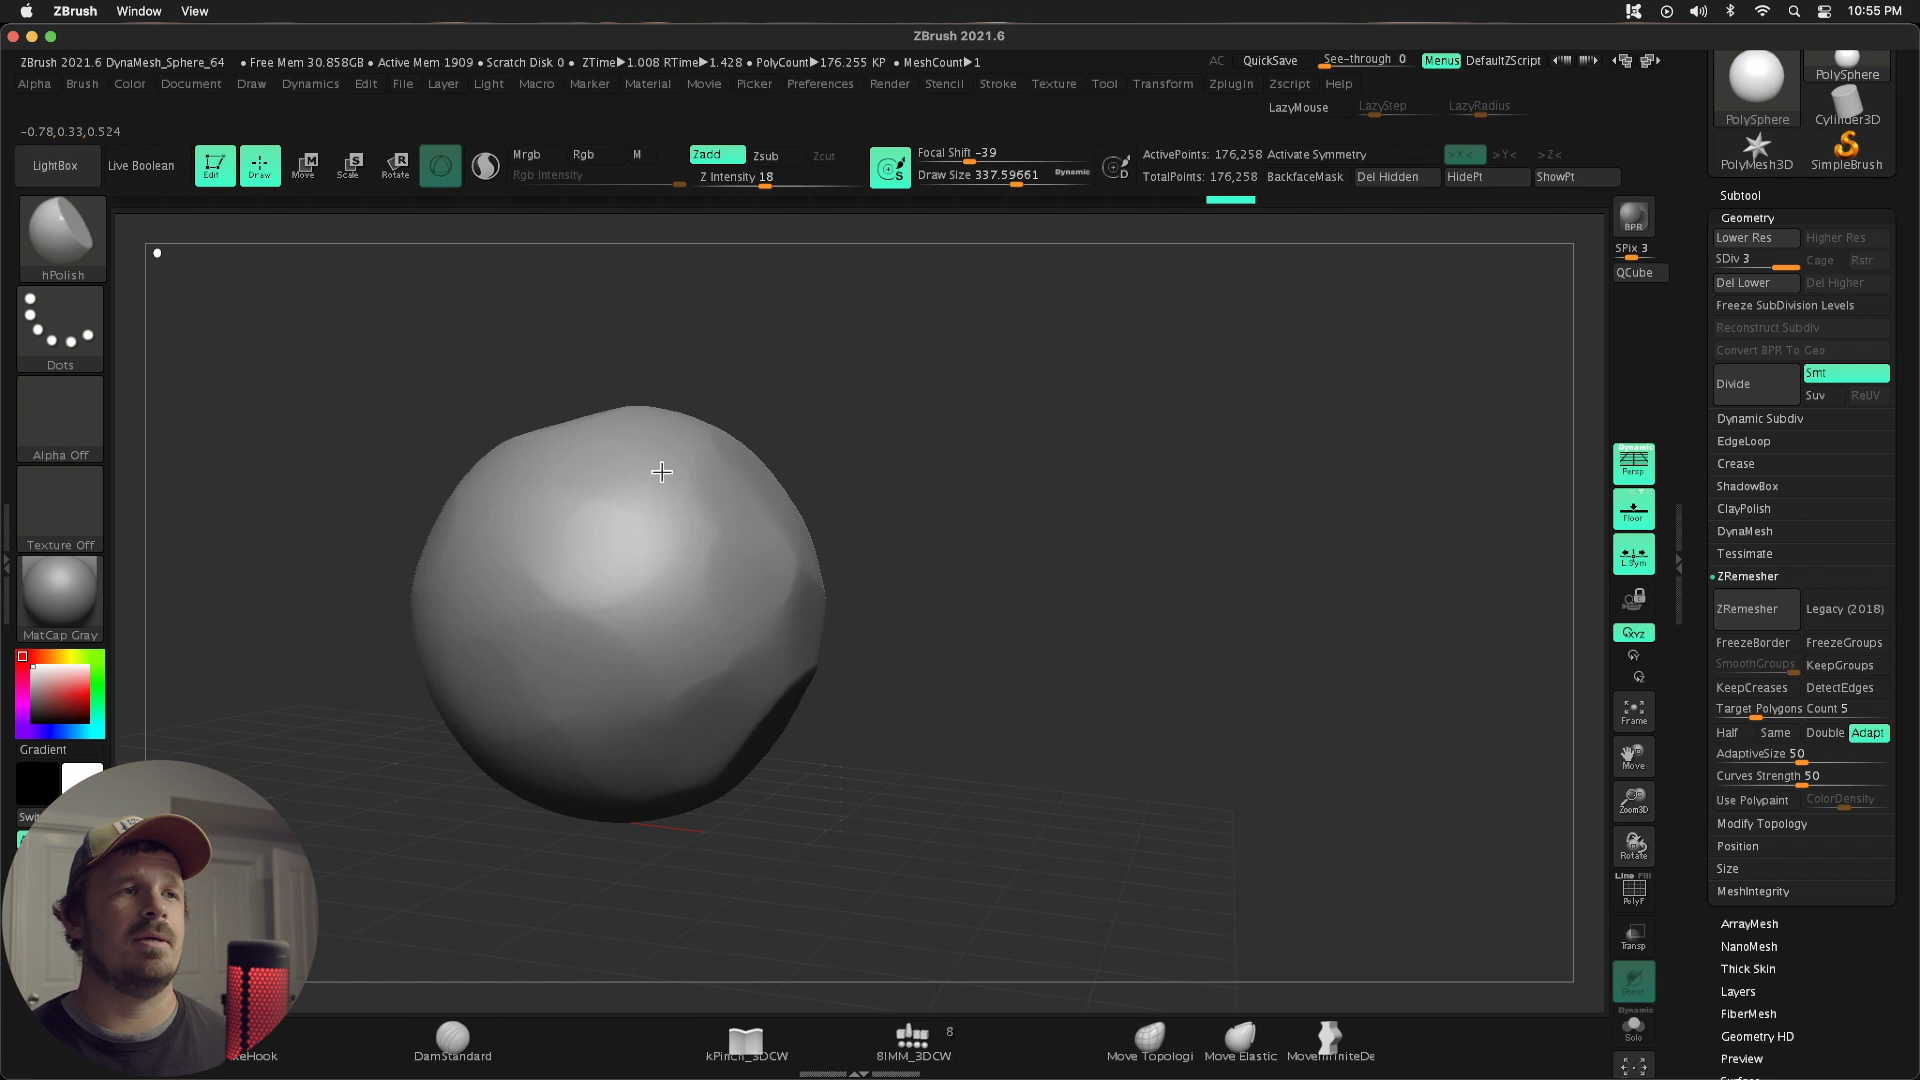 ZBrush Window View 10:55 PM
ZBrush 2021.6
ZBrush 2021.6 DynaMesh_Sphere_64 • Free Mem 30.858GB • Active Mem 1909 • Scratch Disk 0 • ZTime▶1.008 RTime▶1.428 • PolyCount▶176.255 KP • MeshCount▶1 AC QuickSave See-through 0 Menus DefaultZScript
Alpha Brush Color Document Draw Dynamics Edit File Layer Light Macro Marker Material Movie Picker Preferences Render Stencil Stroke Texture Tool Transform Zplugin Zscript Help
LazyMouse LazyStep LazyRadius
-0.78,0.33,0.524
LightBox Live Boolean Edit Draw Move Scale Rotate
Mrgb Rgb M Zadd Zsub Zcut Focal Shift -39
Rgb Intensity Z Intensity 18 Draw Size 337.59661 Dynamic
ActivePoints: 176,258 Activate Symmetry >X< >Y< >Z<
TotalPoints: 176,258 BackfaceMask Del Hidden HidePt ShowPt
hPolish
Dots
Alpha Off
Texture Off
MatCap Gray
Gradient
Swit
keHook
DamStandard
kPinch_3DCW
8IMM_3DCW
8
Move Topologi
Move Elastic
MoveInfiniteDe
BPR
SPix 3
QCube
Dynamic
Persp
Floor
L.Sym
XYZ
Frame
Move
Zoom3D
Rotate
Line Fill
PolyF
Transp
Ghost
Dynamic
Solo
PolySphere
PolySphere
Cylinder3D
PolyMesh3D
SimpleBrush
Subtool
Geometry
Lower Res Higher Res
SDiv 3 Cage Rstr
Del Lower Del Higher
Freeze SubDivision Levels
Reconstruct Subdiv
Convert BPR To Geo
Divide Smt
Suv ReUV
Dynamic Subdiv
EdgeLoop
Crease
ShadowBox
ClayPolish
DynaMesh
Tessimate
ZRemesher
ZRemesher Legacy (2018)
FreezeBorder FreezeGroups
SmoothGroups KeepGroups
KeepCreases DetectEdges
Target Polygons Count 5
Half Same Double Adapt
AdaptiveSize 50
Curves Strength 50
Use Polypaint ColorDensity
Modify Topology
Position
Size
MeshIntegrity
ArrayMesh
NanoMesh
Thick Skin
Layers
FiberMesh
Geometry HD
Preview